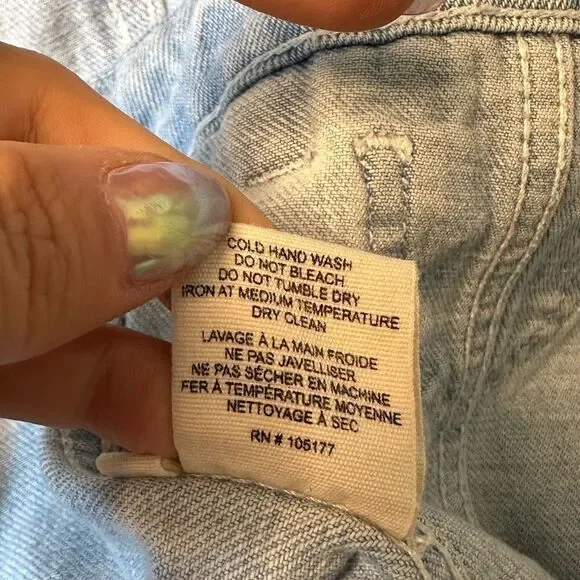 COLD HAND WASH
DO NOT BLEACH
DO NOT TUMBLE DRY
IRON AT MEDIUM TEMPERATURE
DRY CLEAN
LAVAGE À LA MAIN FROIDE
NE PAS JAVELLISER
NE PAS SÉCHER EN MACHINE
FER À TEMPÉRATURE MOYENNE
NETTOYAGE À SEC
RN # 105177